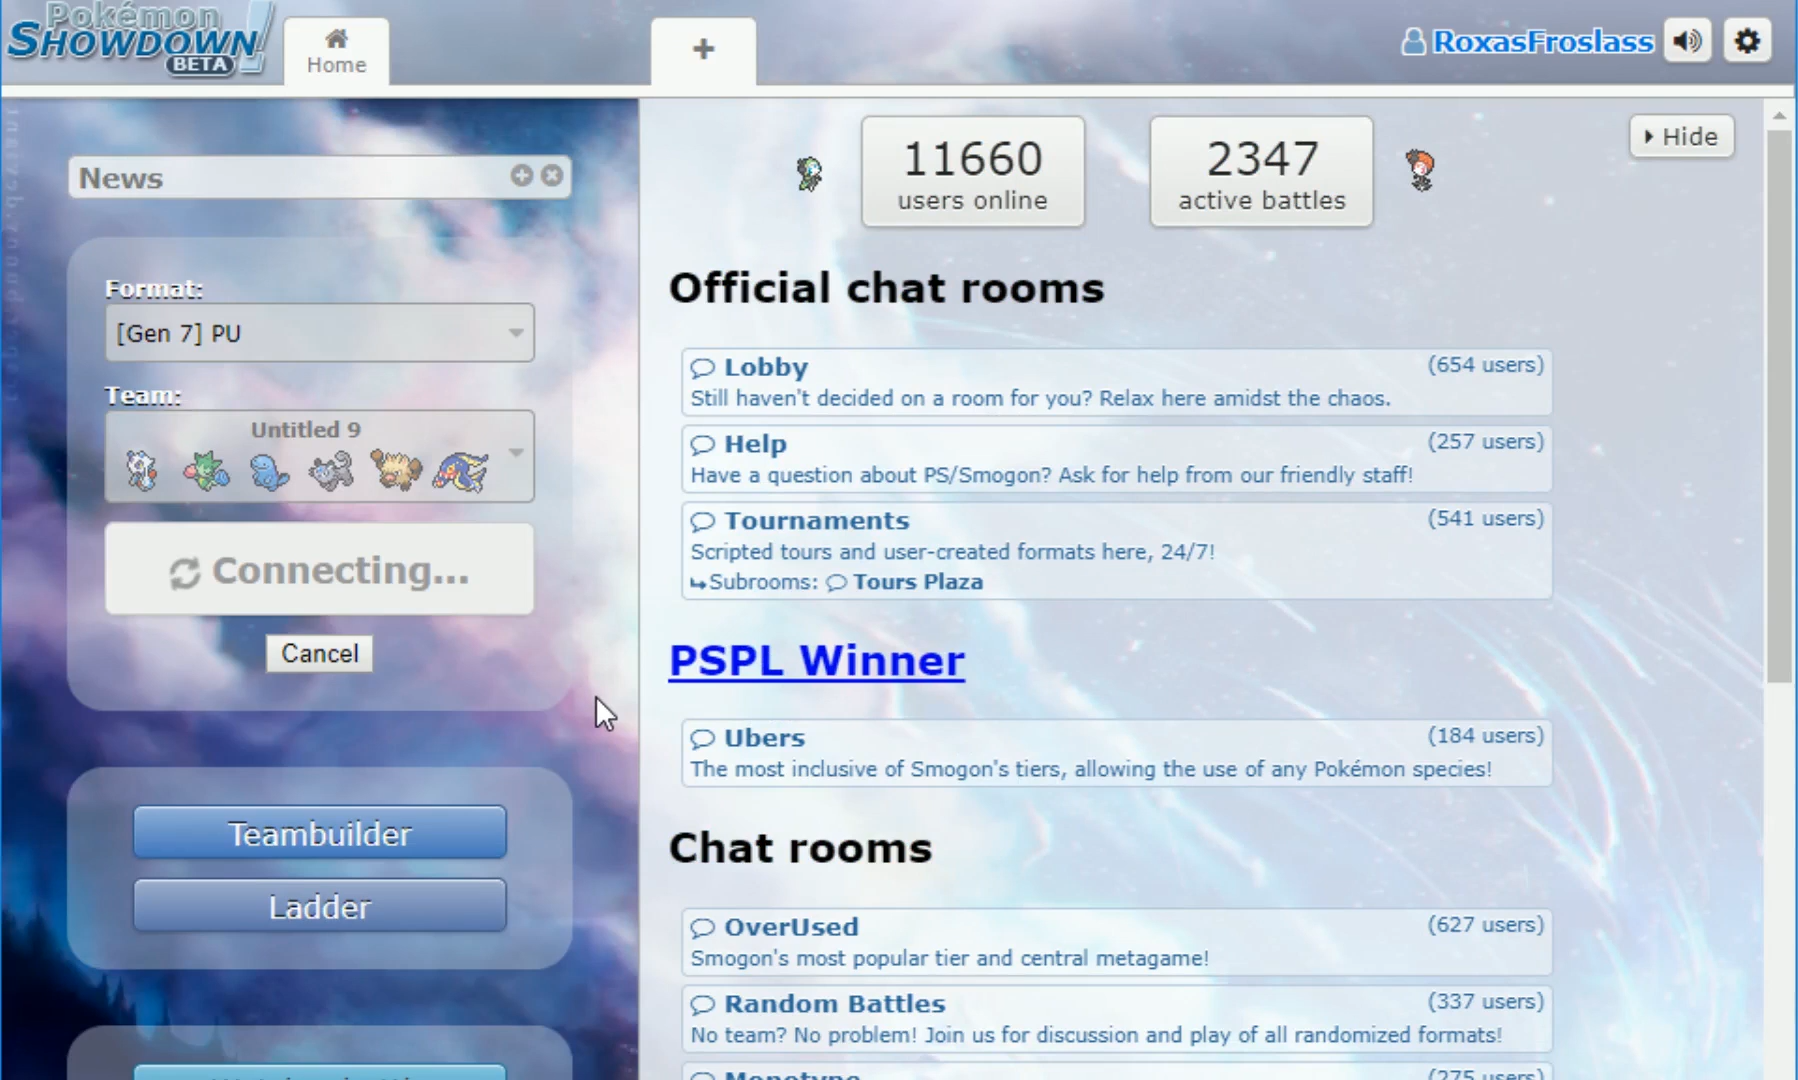 Pokémon
SHOWDOWN!
BETA
Home
+
RoxasFroslass
News
Format:
[Gen 7] PU
Team:
Untitled 9
Connecting...
Cancel
Teambuilder
Ladder
11660
users online
2347
active battles
Hide
Official chat rooms
Lobby (654 users)
Still haven't decided on a room for you? Relax here amidst the chaos.
Help (257 users)
Have a question about PS/Smogon? Ask for help from our friendly staff!
Tournaments (541 users)
Scripted tours and user-created formats here, 24/7!
↳Subrooms: Tours Plaza
PSPL Winner
Ubers (184 users)
The most inclusive of Smogon's tiers, allowing the use of any Pokémon species!
Chat rooms
OverUsed (627 users)
Smogon's most popular tier and central metagame!
Random Battles (337 users)
No team? No problem! Join us for discussion and play of all randomized formats!
Monotype (275 users)